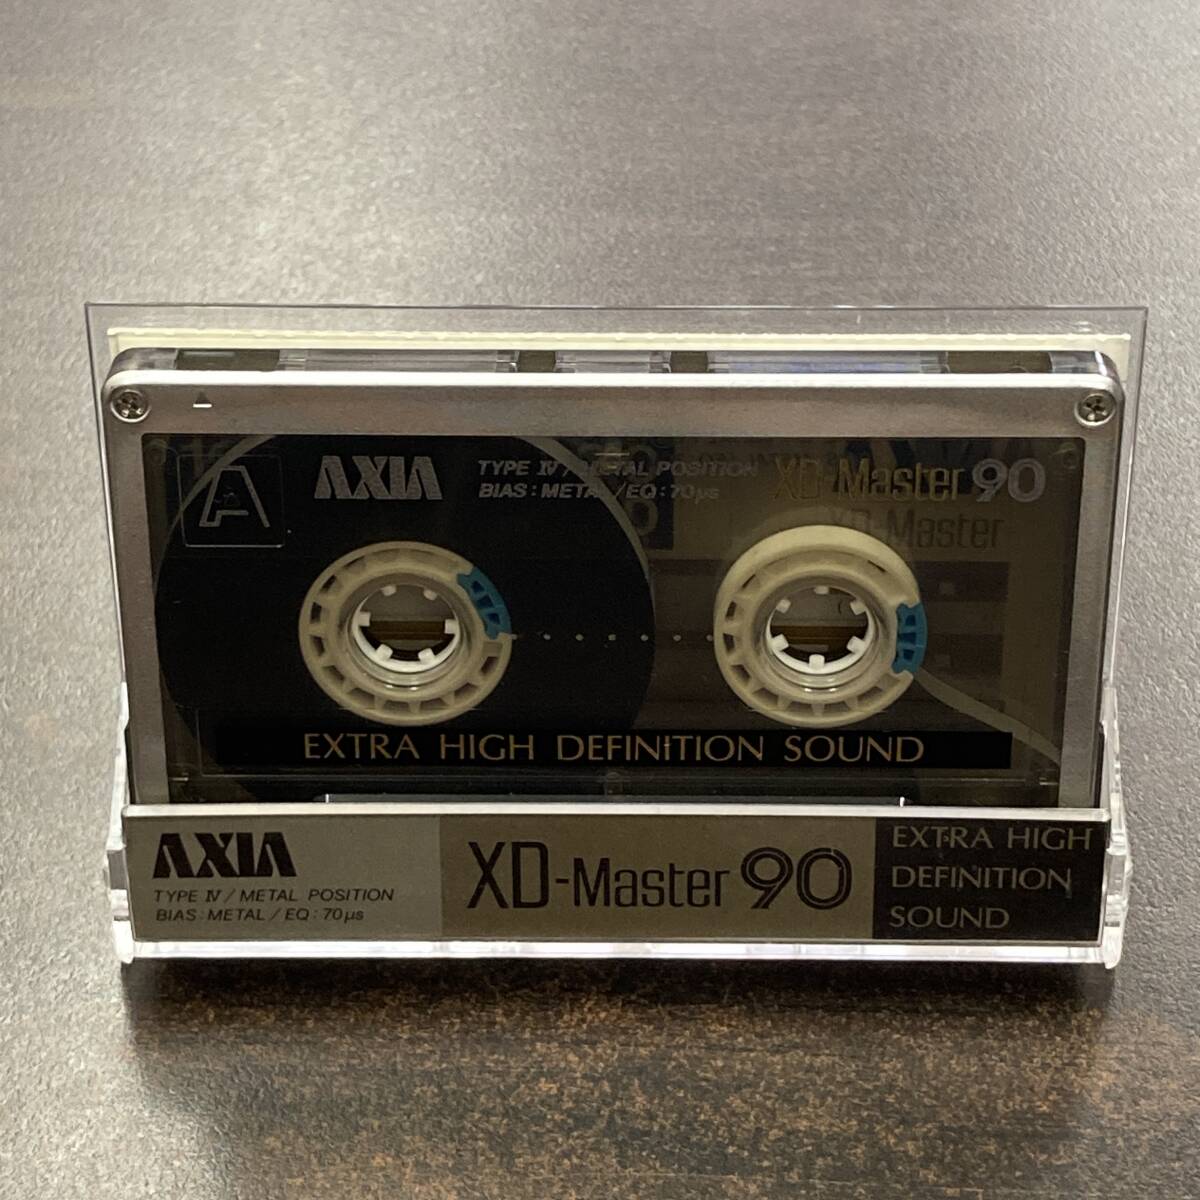 A
AXIA
TYPE IV / METAL POSITION
BIAS : METAL / EQ : 70µs
XD-Master 90
XD-Master
EXTRA HIGH DEFINITION SOUND
AXIA
TYPE IV / METAL POSITION
BIAS : METAL / EQ : 70µs
XD-Master 90
EXTRA HIGH
DEFINITION
SOUND